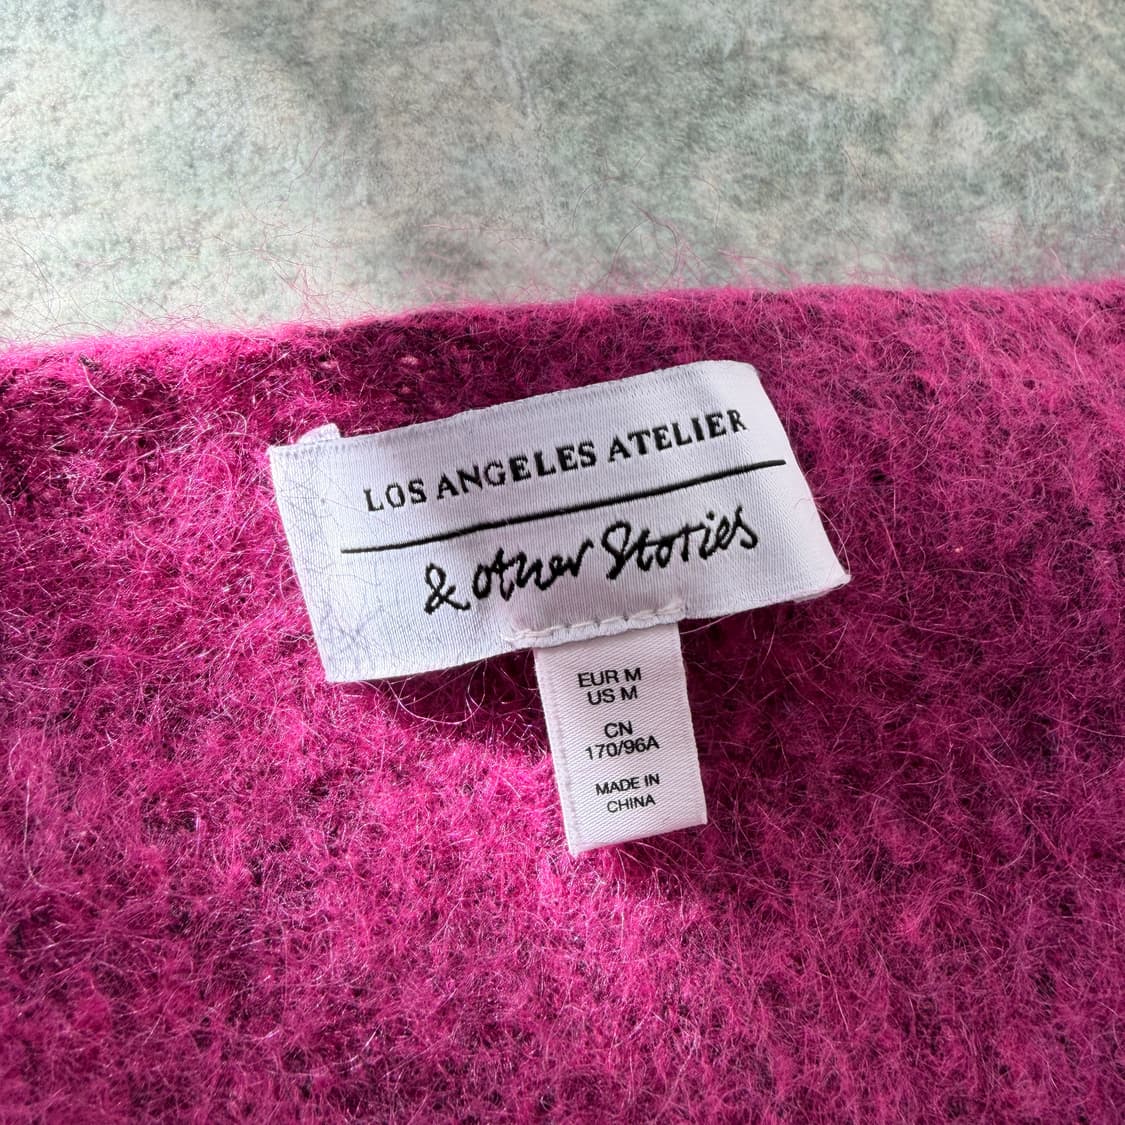 LOS ANGELES ATELIER
& other Stories
EUR M
US M
CN
170/96A
MADE IN
CHINA